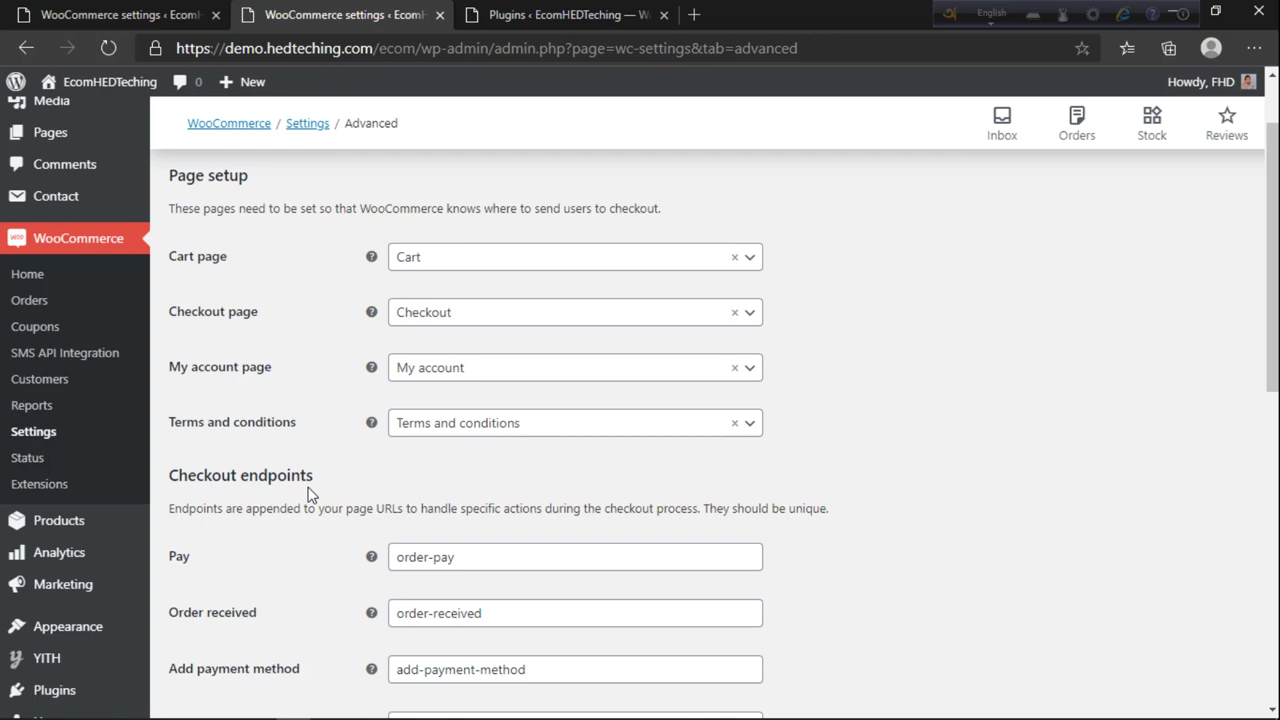 WooCommerce settings ‹ EcomH
WooCommerce settings ‹ EcomH
Plugins ‹ EcomHEDTeching — W
English
https://demo.hedteching.com/ecom/wp-admin/admin.php?page=wc-settings&tab=advanced
EcomHEDTeching
0
New
Howdy, FHD
Media
Pages
Comments
Contact
WooCommerce
Home
Orders
Coupons
SMS API Integration
Customers
Reports
Settings
Status
Extensions
Products
Analytics
Marketing
Appearance
YITH
Plugins
WooCommerce / Settings / Advanced
Inbox
Orders
Stock
Reviews
Page setup
These pages need to be set so that WooCommerce knows where to send users to checkout.
Cart page
Cart
Checkout page
Checkout
My account page
My account
Terms and conditions
Terms and conditions
Checkout endpoints
Endpoints are appended to your page URLs to handle specific actions during the checkout process. They should be unique.
Pay
order-pay
Order received
order-received
Add payment method
add-payment-method